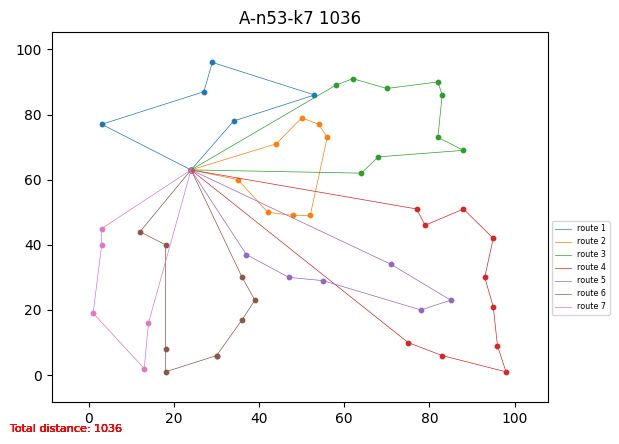 A-n53-k7 1036
100
80
60
40
20
0
0 20 40 60 80 100
route 1
route 2
route 3
route 4
route 5
route 6
route 7
Total distance: 1036